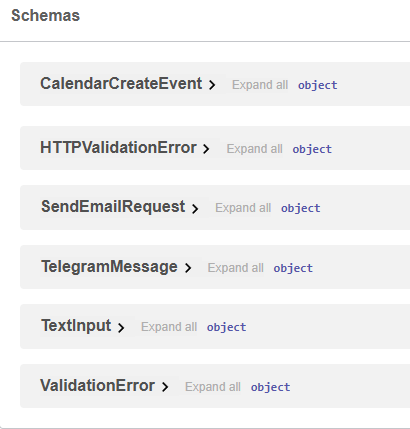 Schemas
CalendarCreateEvent Expand all object
HTTPValidationError Expand all object
SendEmailRequest Expand all object
TelegramMessage Expand all object
TextInput Expand all object
ValidationError Expand all object